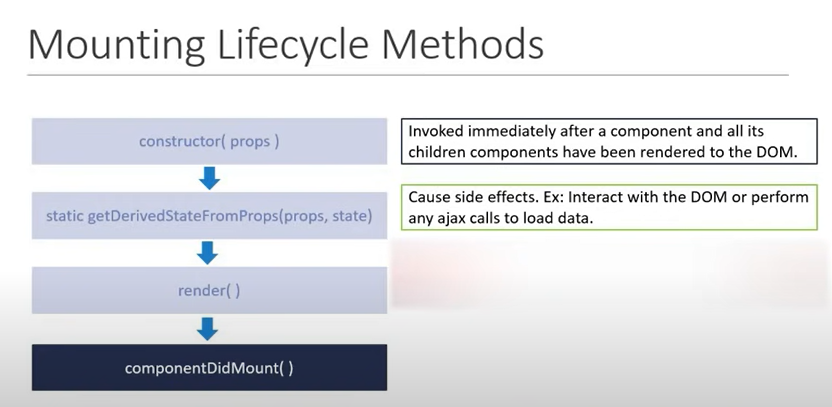 Mounting Lifecycle Methods
constructor( props )
static getDerivedStateFromProps(props, state)
render( )
componentDidMount( )
Invoked immediately after a component and all its
children components have been rendered to the DOM.
Cause side effects. Ex: Interact with the DOM or perform
any ajax calls to load data.